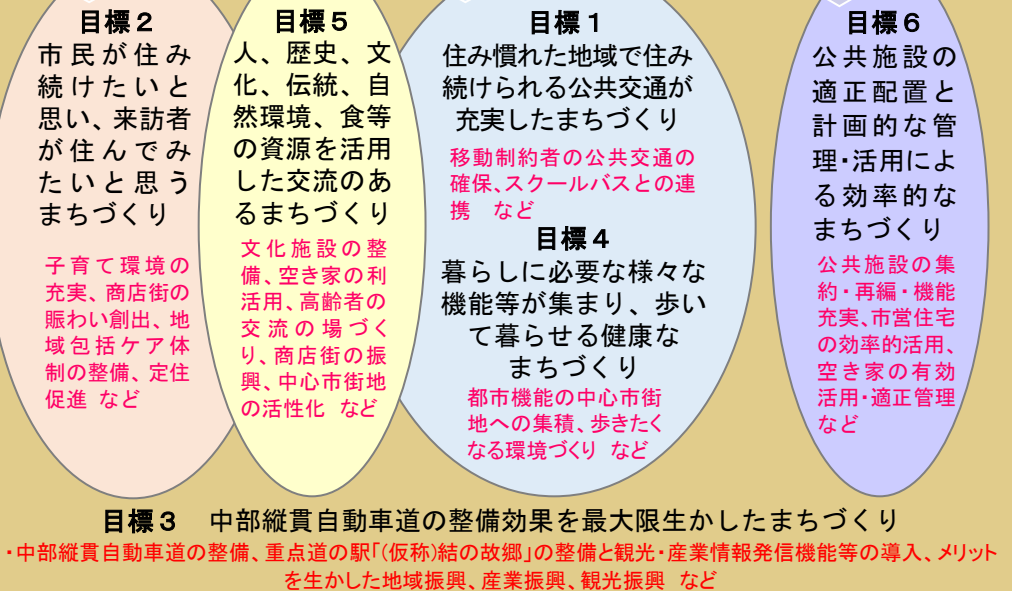 目標２
市民が住み
続けたいと
思い、来訪者
が住んでみ
たいと思う
まちづくり
子育て環境の
充実、商店街の
賑わい創出、地
域包括ケア体
制の整備、定住
促進 など
目標５
人、歴史、文
化、伝統、自
然環境、食等
の資源を活用
した交流のあ
るまちづくり
文化施設の整
備、空き家の利
活用、高齢者の
交流の場づく
り、商店街の振
興、中心市街地
の活性化 など
目標１
住み慣れた地域で住み
続けられる公共交通が
充実したまちづくり
移動制約者の公共交通の
確保、スクールバスとの連
携 など
目標４
暮らしに必要な様々な
機能等が集まり、歩い
て暮らせる健康な
まちづくり
都市機能の中心市街
地への集積、歩きたく
なる環境づくり など
目標６
公共施設の
適正配置と
計画的な管
理・活用によ
る効率的な
まちづくり
公共施設の集
約・再編・機能
充実、市営住宅
の効率的活用、
空き家の有効
活用・適正管理
など
目標３ 中部縦貫自動車道の整備効果を最大限生かしたまちづくり
・中部縦貫自動車道の整備、重点道の駅「(仮称)結の故郷」の整備と観光・産業情報発信機能等の導入、メリット
を生かした地域振興、産業振興、観光振興 など